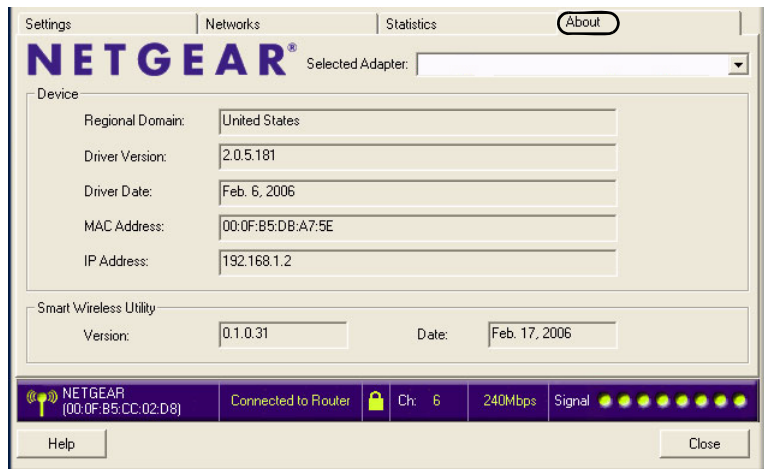 Settings Networks Statistics About
NETGEAR® Selected Adapter:
Device
Regional Domain: United States
Driver Version: 2.0.5.181
Driver Date: Feb. 6, 2006
MAC Address: 00:0F:B5:DB:A7:5E
IP Address: 192.168.1.2
Smart Wireless Utility
Version: 0.1.0.31 Date: Feb. 17, 2006
NETGEAR
(00:0F:B5:CC:02:D8) Connected to Router Ch: 6 240Mbps Signal
Help Close